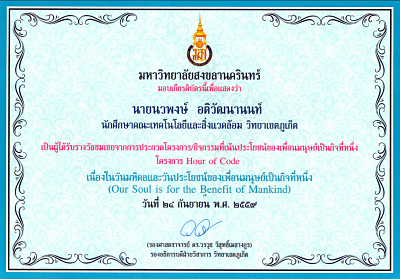 มหาวิทยาลัยสงขลานครินทร์
มอบเกียรติบัตรนี้เพื่อแสดงว่า
นายนวพงษ์ อติวัฒนานนท์
นักศึกษาคณะเทคโนโลยีและสิ่งแวดล้อม วิทยาเขตภูเก็ต
เป็นผู้ได้รับรางวัลชมเชยจากการประกวดโครงการ/กิจกรรมที่เน้นประโยชน์ของเพื่อนมนุษย์เป็นกิจที่หนึ่ง
โครงการ Hour of Code
เนื่องในวันมหิดลและวันประโยชน์ของเพื่อนมนุษย์เป็นกิจที่หนึ่ง
(Our Soul is for the Benefit of Mankind)
วันที่ ๒๔ กันยายน พ.ศ. ๒๕๕๙
(รองศาสตราจารย์ ดร.วรวุธ วิสุทธิ์เมธางกูร)
รองอธิการบดีฝ่ายวิชาการ วิทยาเขตภูเก็ต